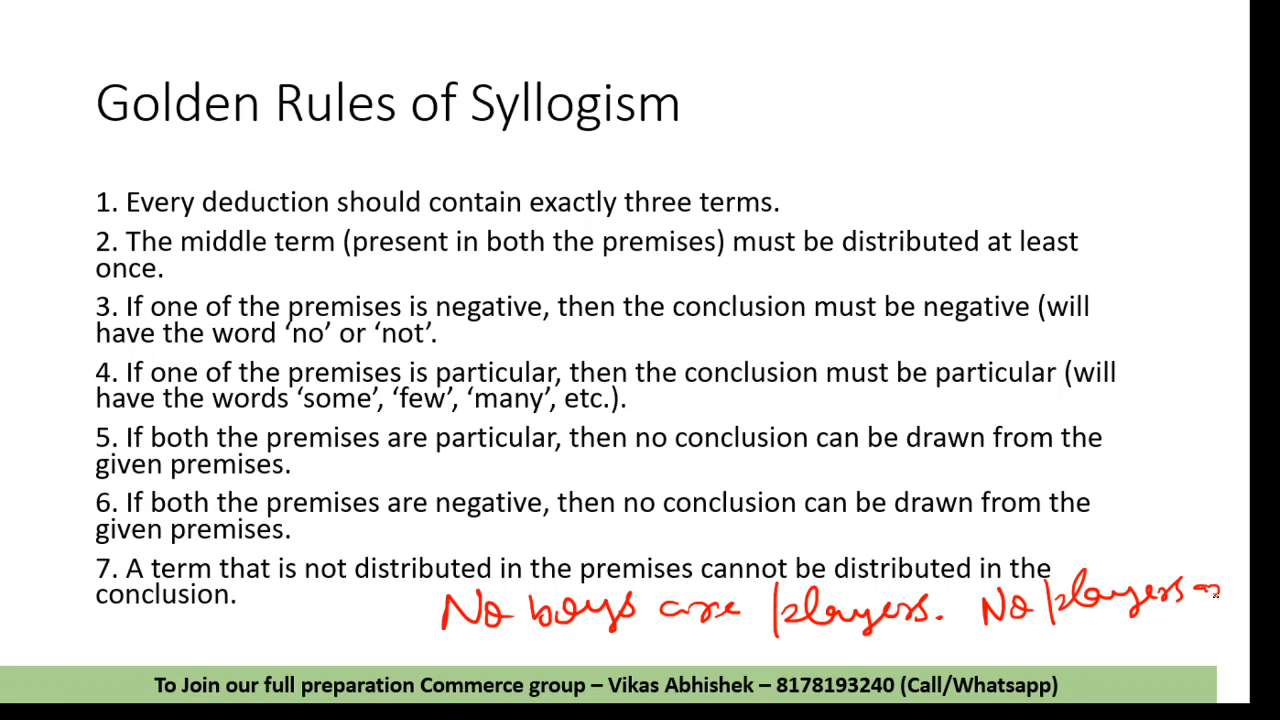 Golden Rules of Syllogism
1. Every deduction should contain exactly three terms.
2. The middle term (present in both the premises) must be distributed at least
once.
3. If one of the premises is negative, then the conclusion must be negative (will
have the word ‘no’ or ‘not’.
4. If one of the premises is particular, then the conclusion must be particular (will
have the words ‘some’, ‘few’, ‘many’, etc.).
5. If both the premises are particular, then no conclusion can be drawn from the
given premises.
6. If both the premises are negative, then no conclusion can be drawn from the
given premises.
7. A term that is not distributed in the premises cannot be distributed in the
conclusion.
No boys are players. No players
To Join our full preparation Commerce group – Vikas Abhishek – 8178193240 (Call/Whatsapp)